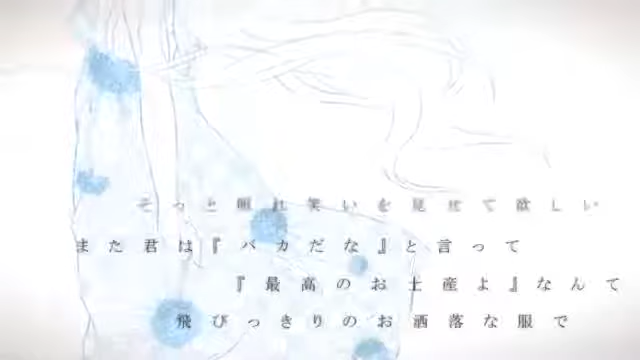 そっと照れ笑いを見せて欲しい
また君は『バカだな』と言って
『最高のお土産よ』なんて
飛びっきりのお洒落な服で